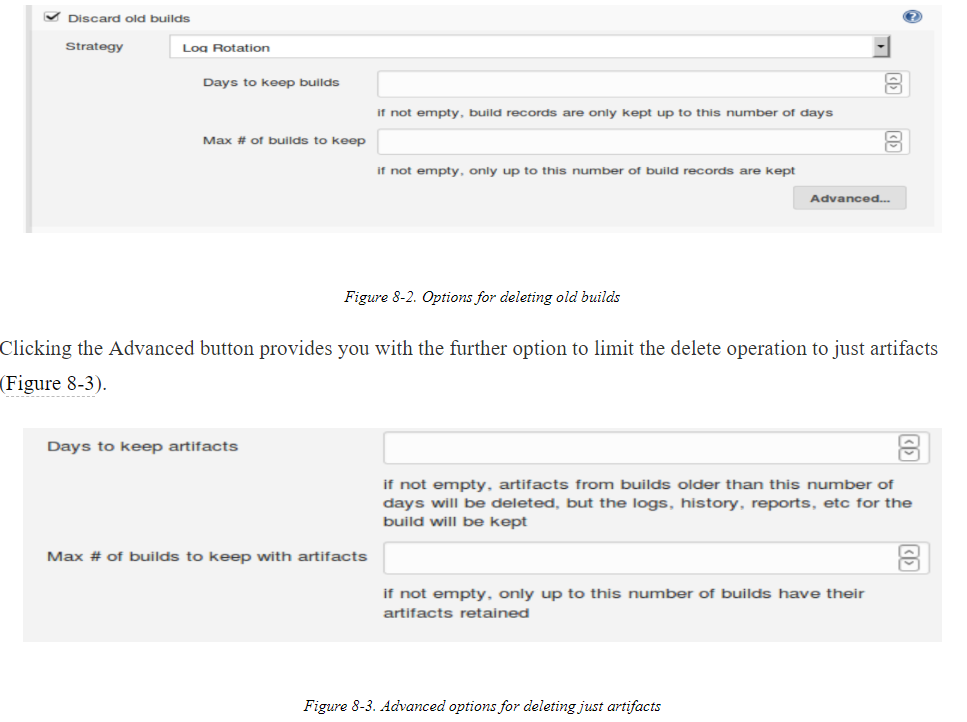 Discard old builds
Strategy
Log Rotation
Days to keep builds
if not empty, build records are only kept up to this number of days
Max # of builds to keep
if not empty, only up to this number of build records are kept
Advanced...
Figure 8-2. Options for deleting old builds
Clicking the Advanced button provides you with the further option to limit the delete operation to just artifacts
(Figure 8-3).
Days to keep artifacts
if not empty, artifacts from builds older than this number of
days will be deleted, but the logs, history, reports, etc for the
build will be kept
Max # of builds to keep with artifacts
if not empty, only up to this number of builds have their
artifacts retained
Figure 8-3. Advanced options for deleting just artifacts